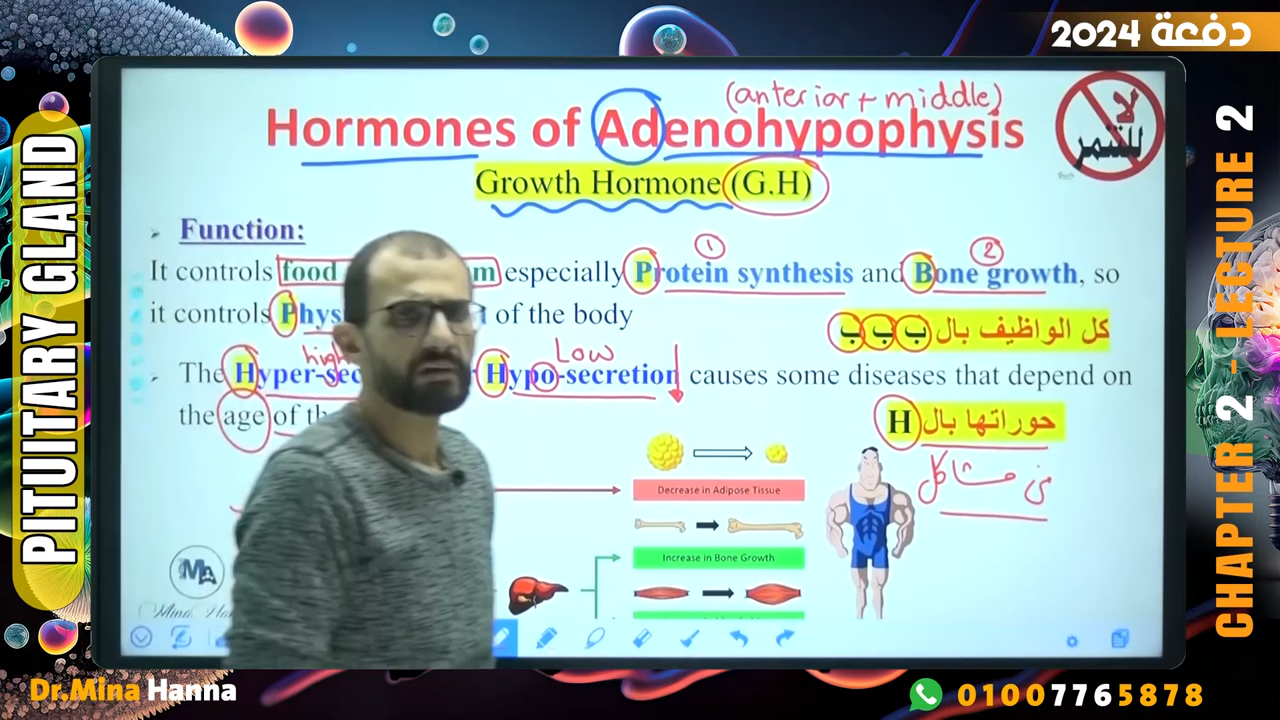 دفعة 2024
PITUITARY GLAND
CHAPTER 2 - LECTURE 2
(anterior + middle)
Hormones of Adenohypophysis
لا للتنمر
Growth Hormone (G.H)
Function:
1 2
It controls food m especially Protein synthesis and Bone growth, so
it controls Phys of the body
كل الواظيف بال ب ب ب
high Low
The Hyper-sec Hypo-secretion causes some diseases that depend on
the age of th
حوراتها بال H
Decrease in Adipose Tissue
Increase in Bone Growth
MA
Mina
Dr.Mina Hanna
01007765878